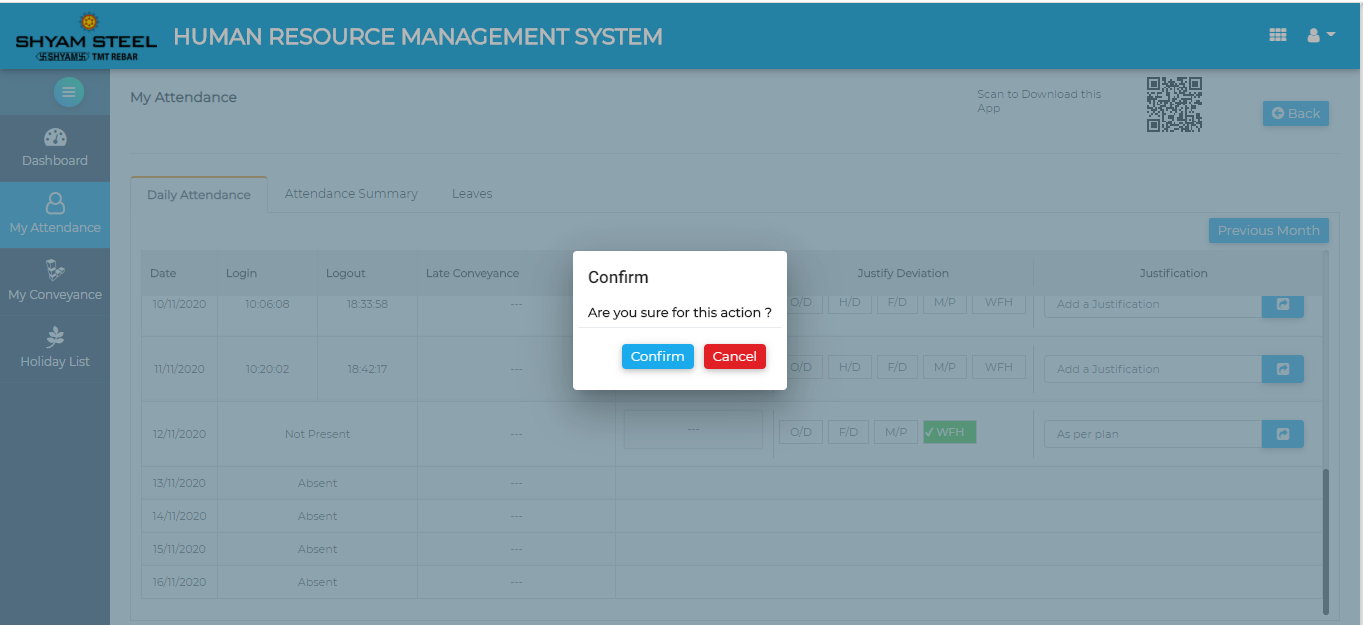 SHYAM STEEL
TMT REBAR
HUMAN RESOURCE MANAGEMENT SYSTEM
My Attendance
Scan to Download this
App
Back
Dashboard
My Attendance
My Conveyance
Holiday List
Daily Attendance Attendance Summary Leaves
Previous Month
Date Login Logout Late Conveyance Justify Deviation Justification
10/11/2020 10:06:08 18:33:58 --- O/D H/D F/D M/P WFH Add a Justification
11/11/2020 10:20:02 18:42:17 --- O/D H/D F/D M/P WFH Add a Justification
12/11/2020 Not Present --- --- O/D F/D M/P ✓ WFH As per plan
13/11/2020 Absent ---
14/11/2020 Absent ---
15/11/2020 Absent ---
16/11/2020 Absent ---
Confirm
Are you sure for this action ?
Confirm Cancel